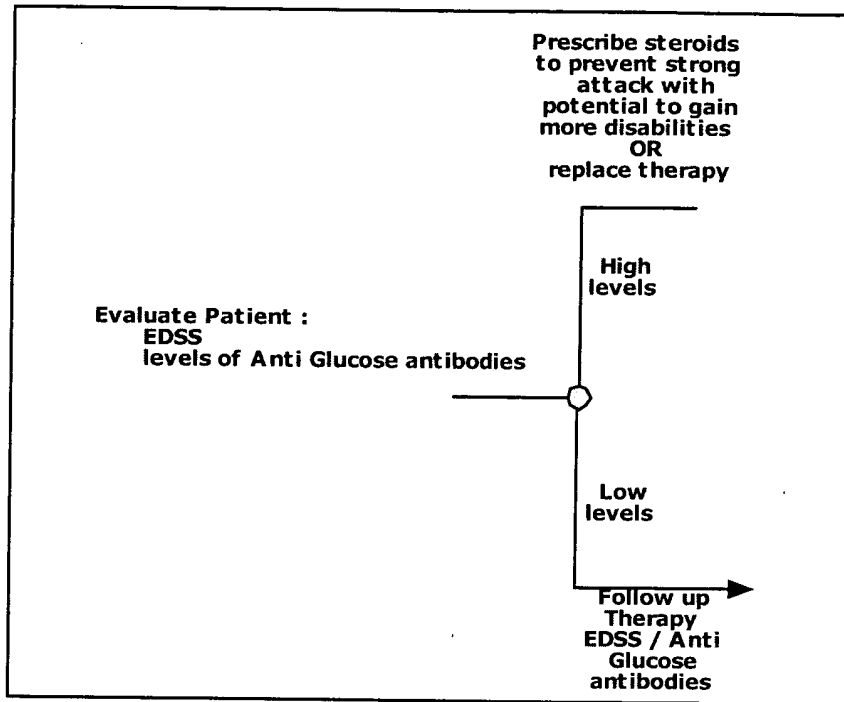 Prescribe steroids
to prevent strong
attack with
potential to gain
more disabilities
OR
replace therapy
High
levels
Evaluate Patient :
EDSS
levels of Anti Glucose antibodies
Low
levels
Follow up
Therapy
EDSS / Anti
Glucose
antibodies